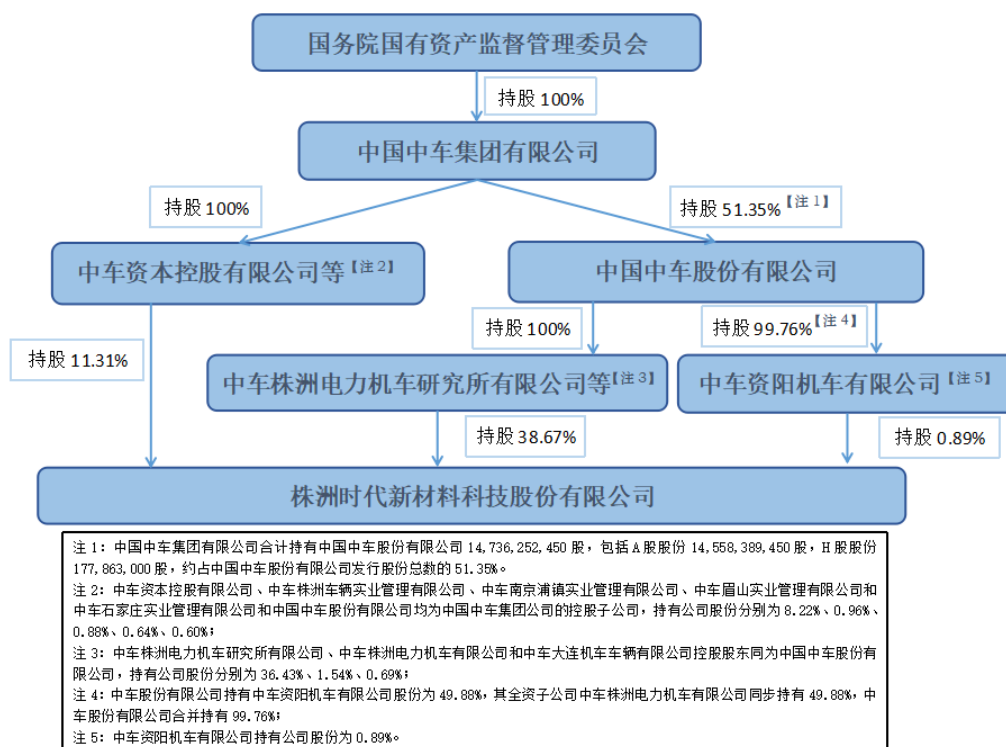 国务院国有资产监督管理委员会
持股 100%
中国中车集团有限公司
持股 100%
持股 51.35%【注 1】
中车资本控股有限公司等【注 2】
中国中车股份有限公司
持股 11.31%
持股 100%
持股 99.76%【注 4】
中车株洲电力机车研究所有限公司等【注 3】
中车资阳机车有限公司【注 5】
持股 38.67%
持股 0.89%
株洲时代新材料科技股份有限公司
注 1：中国中车集团有限公司合计持有中国中车股份有限公司 14,736,252,450 股，包括 A 股股份 14,558,389,450 股，H 股股份
177,863,000 股，约占中国中车股份有限公司发行股份总数的 51.35%。
注 2：中车资本控股有限公司、中车株洲车辆实业管理有限公司、中车南京浦镇实业管理有限公司、中车眉山实业管理有限公司和
中车石家庄实业管理有限公司和中国中车股份有限公司均为中国中车集团公司的控股子公司，持有公司股份分别为 8.22%、0.96%、
0.88%、0.64%、0.60%；
注 3：中车株洲电力机车研究所有限公司、中车株洲电力机车有限公司和中车大连机车车辆有限公司控股股东同为中国中车股份有
限公司，持有公司股份分别为 36.43%、1.54%、0.69%；
注 4：中车股份有限公司持有中车资阳机车有限公司股份为 49.88%，其全资子公司中车株洲电力机车有限公司同步持有 49.88%，中
车股份有限公司合并持有 99.76%；
注 5：中车资阳机车有限公司持有公司股份为 0.89%。